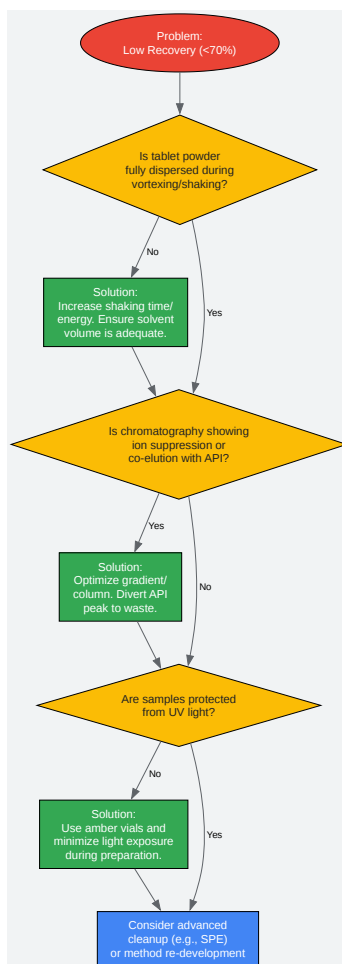 Problem:
Low Recovery (<70%)
Is tablet powder
fully dispersed during
vortexing/shaking?
No
Yes
Solution:
Increase shaking time/
energy. Ensure solvent
volume is adequate.
Is chromatography showing
ion suppression or
co-elution with API?
Yes
No
Solution:
Optimize gradient/
column. Divert API
peak to waste.
Are samples protected
from UV light?
No
Yes
Solution:
Use amber vials and
minimize light exposure
during preparation.
Consider advanced
cleanup (e.g., SPE)
or method re-development